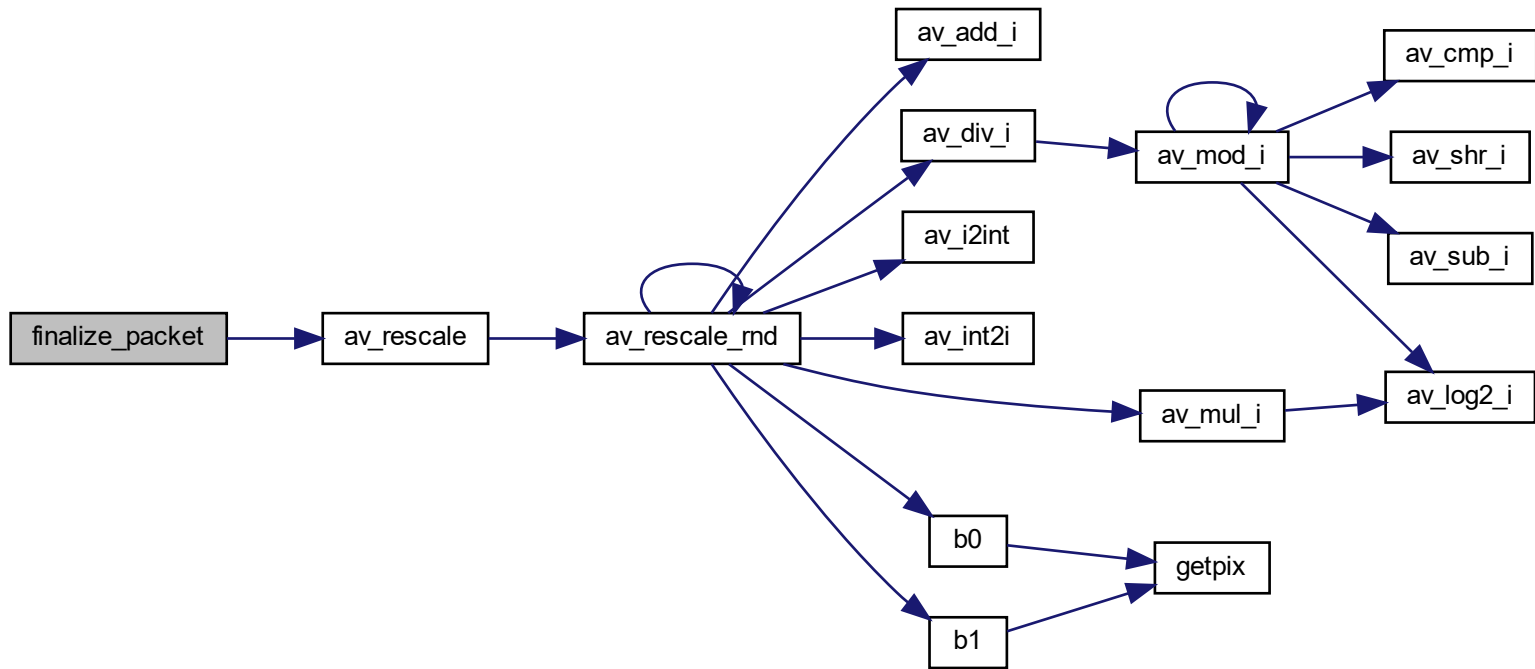 av_add_i
av_cmp_i
av_div_i
av_mod_i
av_shr_i
av_i2int
av_sub_i
finalize_packet
av_rescale
av_rescale_rnd
av_int2i
av_mul_i
av_log2_i
b0
getpix
b1